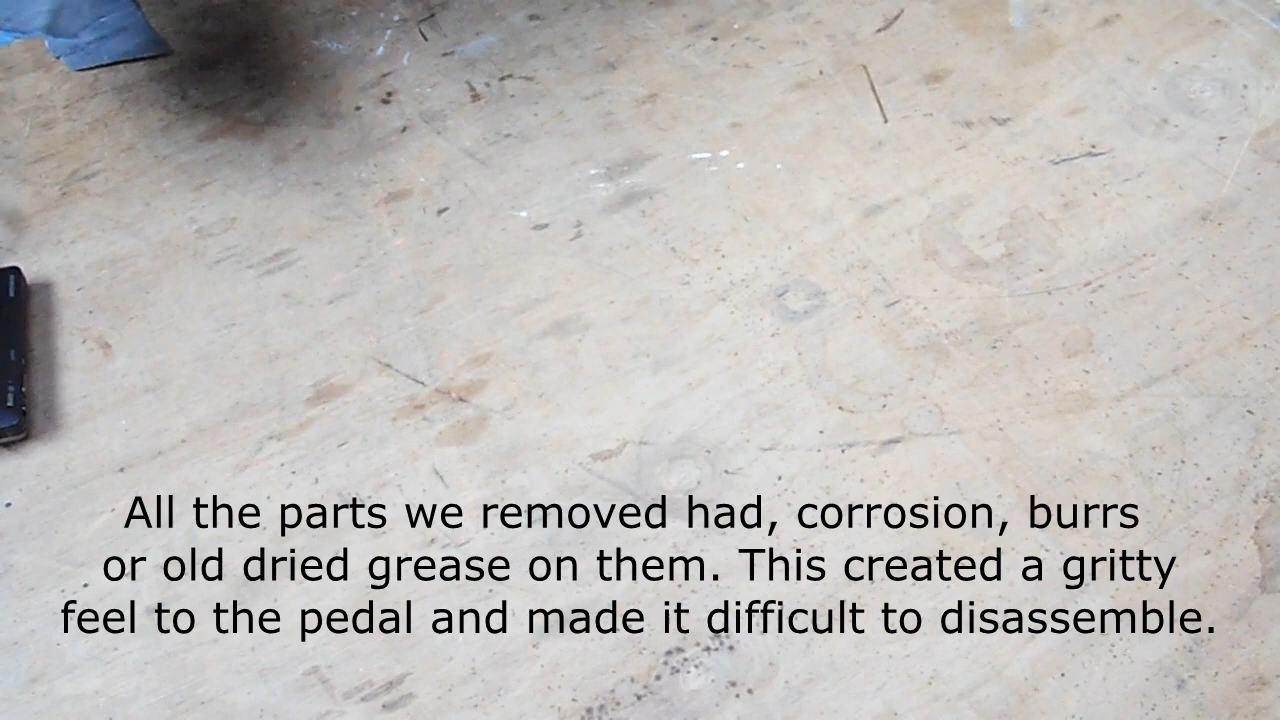 All the parts we removed had, corrosion, burrs
or old dried grease on them. This created a gritty
feel to the pedal and made it difficult to disassemble.